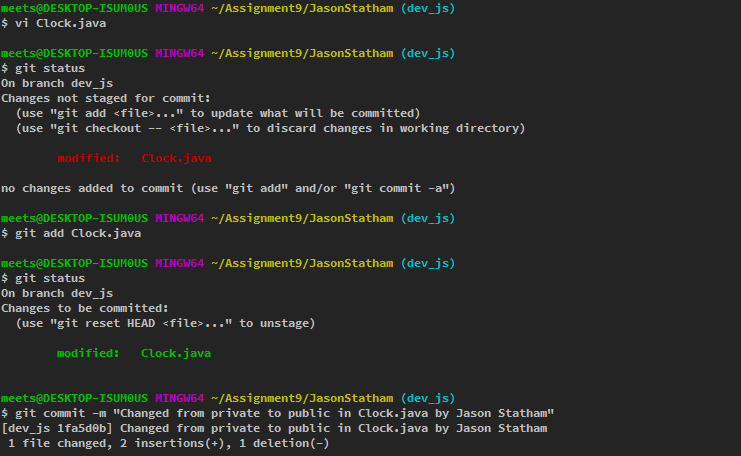 meets@DESKTOP-ISUM0US MINGW64 ~/Assignment9/JasonStatham (dev_js)
$ vi Clock.java
meets@DESKTOP-ISUM0US MINGW64 ~/Assignment9/JasonStatham (dev_js)
$ git status
On branch dev_js
Changes not staged for commit:
  (use "git add <file>..." to update what will be committed)
  (use "git checkout -- <file>..." to discard changes in working directory)
        modified:   Clock.java
no changes added to commit (use "git add" and/or "git commit -a")
meets@DESKTOP-ISUM0US MINGW64 ~/Assignment9/JasonStatham (dev_js)
$ git add Clock.java
meets@DESKTOP-ISUM0US MINGW64 ~/Assignment9/JasonStatham (dev_js)
$ git status
On branch dev_js
Changes to be committed:
  (use "git reset HEAD <file>..." to unstage)
        modified:   Clock.java
meets@DESKTOP-ISUM0US MINGW64 ~/Assignment9/JasonStatham (dev_js)
$ git commit -m "Changed from private to public in Clock.java by Jason Statham"
[dev_js 1fa5d0b] Changed from private to public in Clock.java by Jason Statham
 1 file changed, 2 insertions(+), 1 deletion(-)